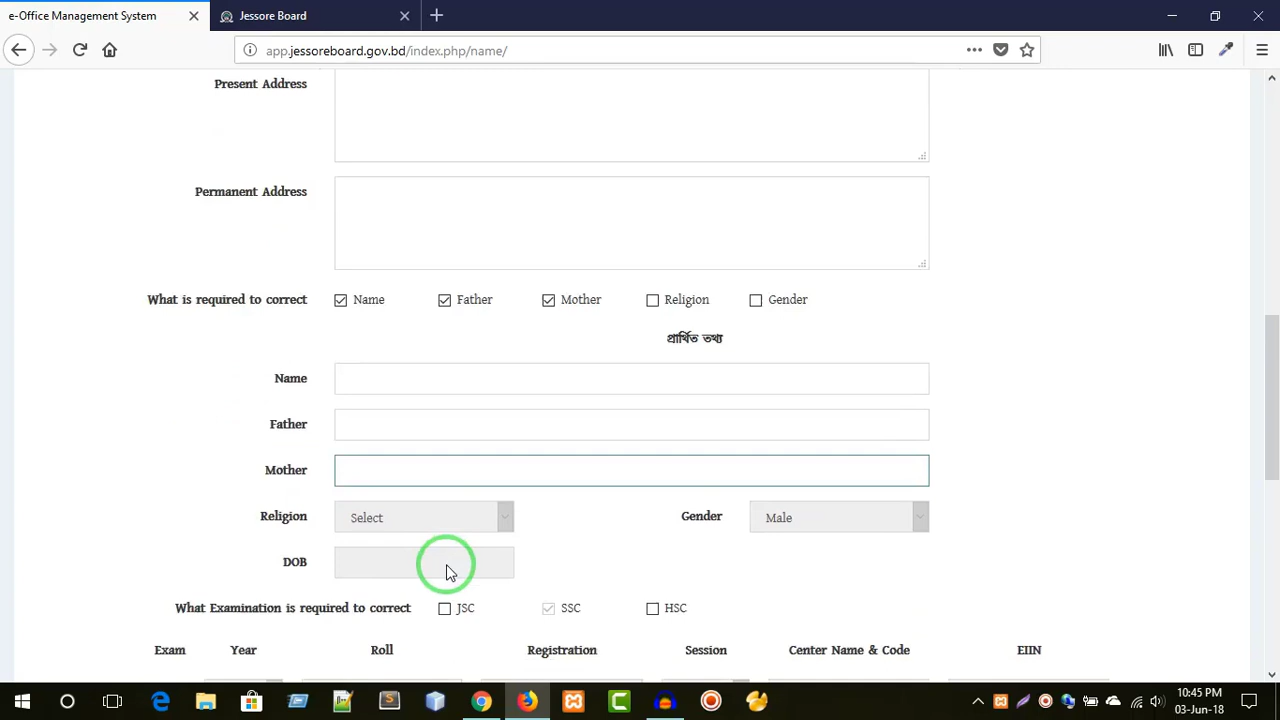 e-Office Management System
Jessore Board
app.jessoreboard.gov.bd/index.php/name/
Present Address
Permanent Address
What is required to correct Name Father Mother Religion Gender
প্রার্থিত তথ্য
Name
Father
Mother
Religion Select Gender Male
DOB
What Examination is required to correct JSC SSC HSC
Exam Year Roll Registration Session Center Name & Code EIIN
10:45 PM
03-Jun-18